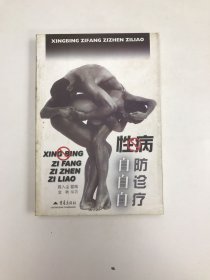 XINGBING ZIFANG ZIZHEN ZILIAO
性病
自防
自诊
自疗
XING BING
ZI FANG
ZI ZHEN
ZI LIAO